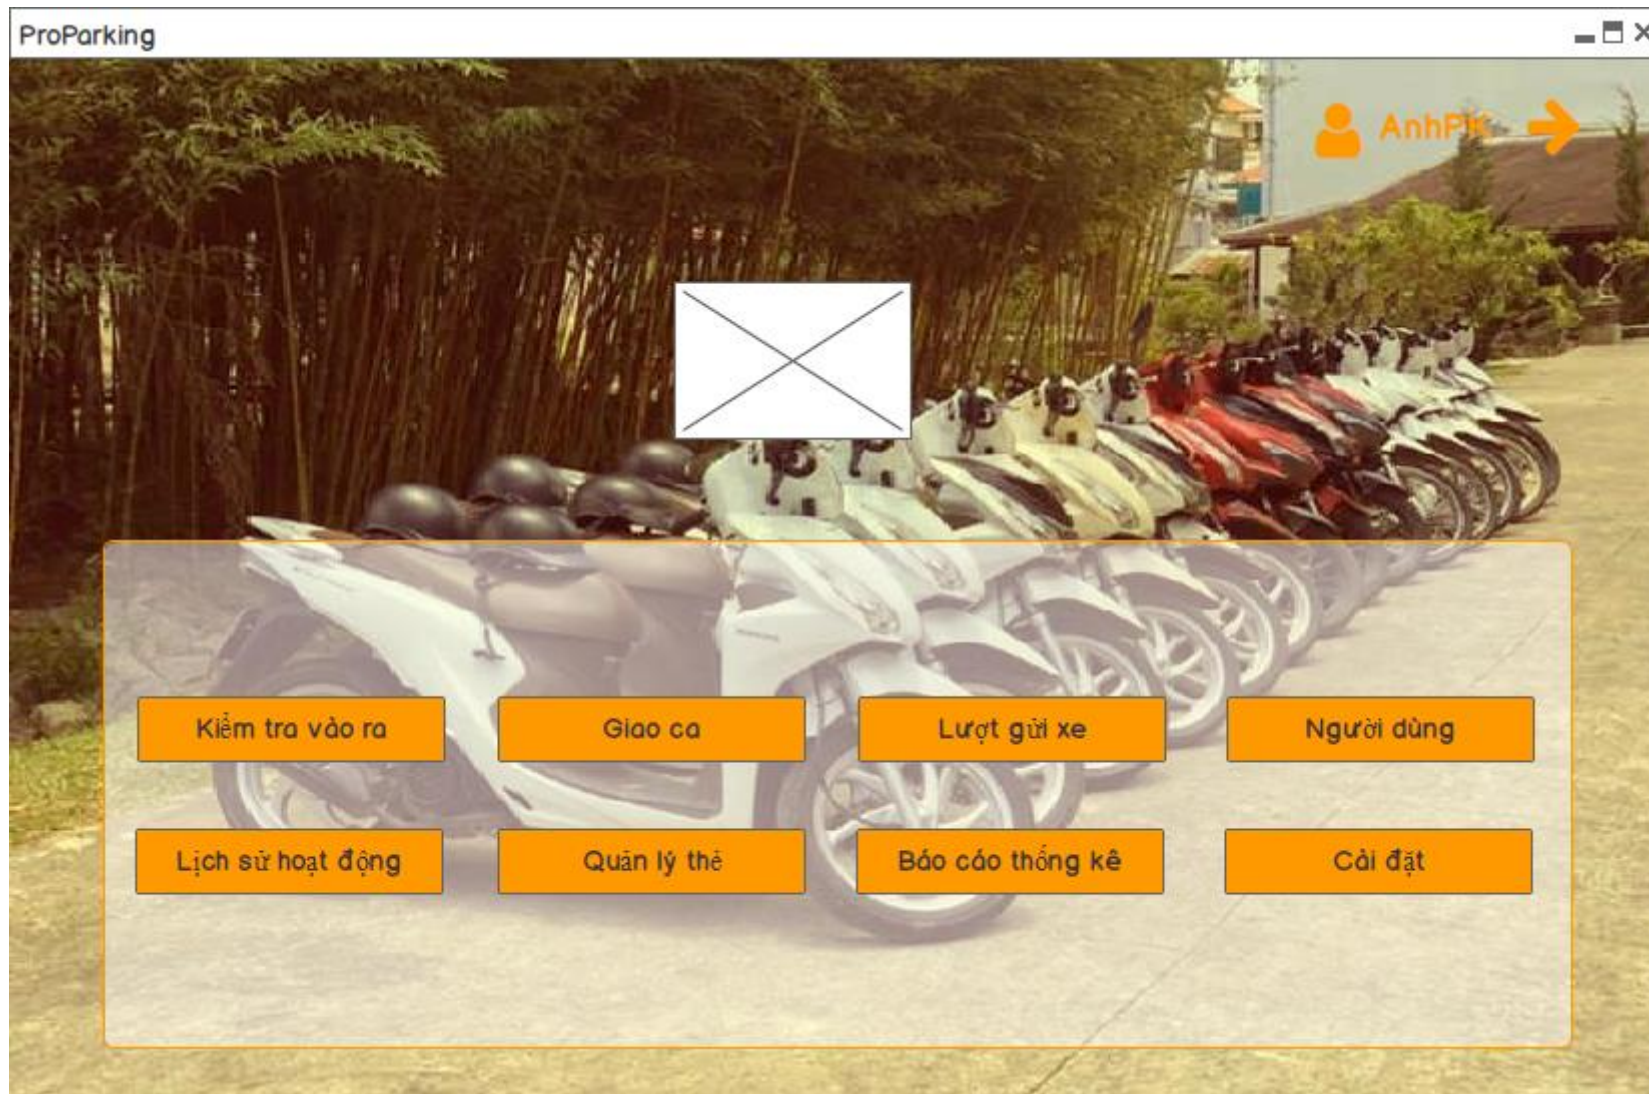 ProParking
AnhPK
Kiểm tra vào ra
Giao ca
Lượt gửi xe
Người dùng
Lịch sử hoạt động
Quản lý thẻ
Báo cáo thống kê
Cài đặt